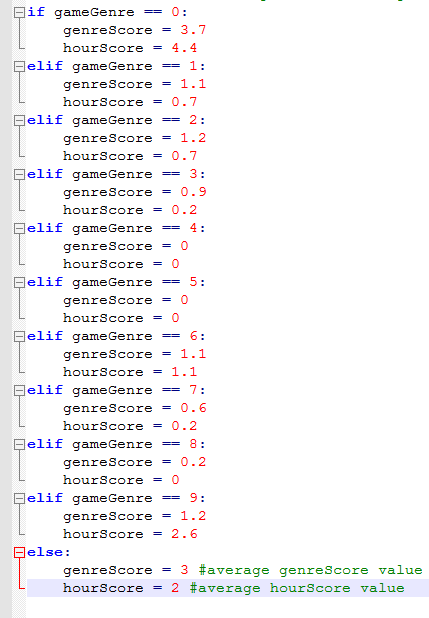 if gameGenre == 0:
    genreScore = 3.7
    hourScore = 4.4
elif gameGenre == 1:
    genreScore = 1.1
    hourScore = 0.7
elif gameGenre == 2:
    genreScore = 1.2
    hourScore = 0.7
elif gameGenre == 3:
    genreScore = 0.9
    hourScore = 0.2
elif gameGenre == 4:
    genreScore = 0
    hourScore = 0
elif gameGenre == 5:
    genreScore = 0
    hourScore = 0
elif gameGenre == 6:
    genreScore = 1.1
    hourScore = 1.1
elif gameGenre == 7:
    genreScore = 0.6
    hourScore = 0.2
elif gameGenre == 8:
    genreScore = 0.2
    hourScore = 0
elif gameGenre == 9:
    genreScore = 1.2
    hourScore = 2.6
else:
    genreScore = 3 #average genreScore value
    hourScore = 2 #average hourScore value